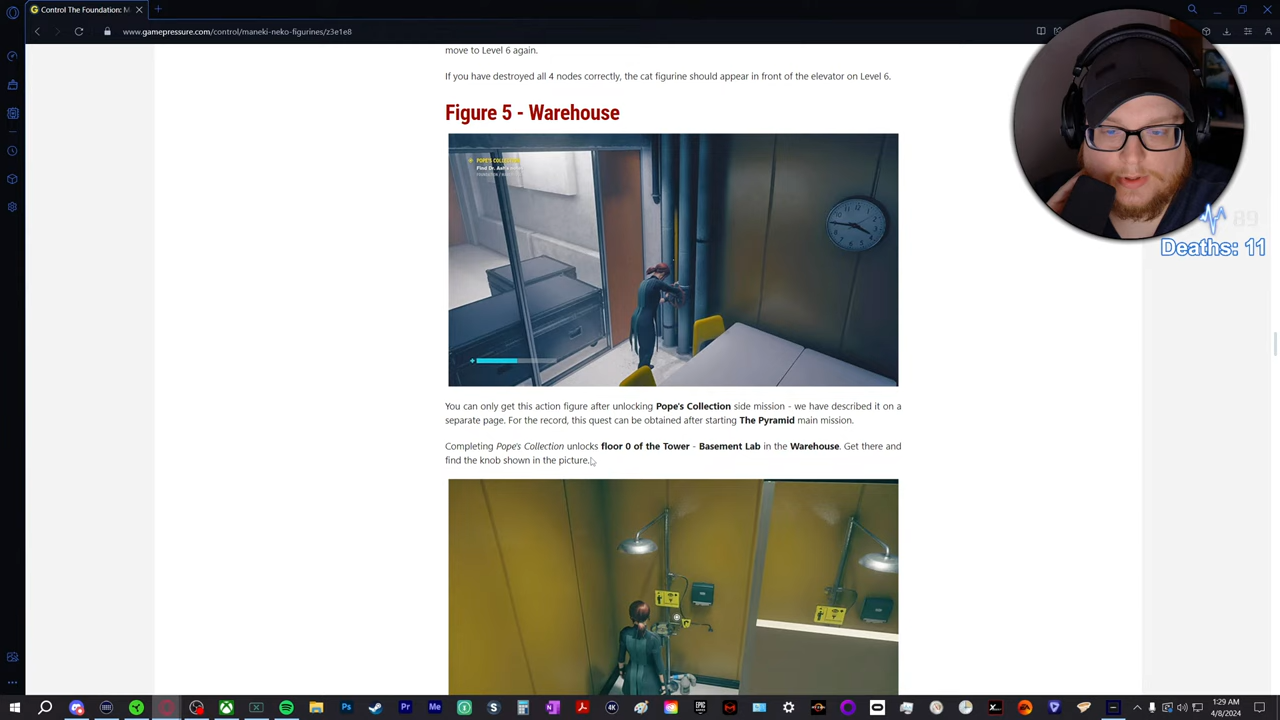 Control The Foundation: M
www.gamepressure.com/control/maneki-neko-figurines/z3e1e8
move to Level 6 again.
If you have destroyed all 4 nodes correctly, the cat figurine should appear in front of the elevator on Level 6.
Figure 5 - Warehouse
POPE'S COLLECTION
89
Deaths: 11
You can only get this action figure after unlocking Pope's Collection side mission - we have described it on a
separate page. For the record, this quest can be obtained after starting The Pyramid main mission.
Completing Pope's Collection unlocks floor 0 of the Tower - Basement Lab in the Warehouse. Get there and
find the knob shown in the picture.
1:29 AM
4/8/2024